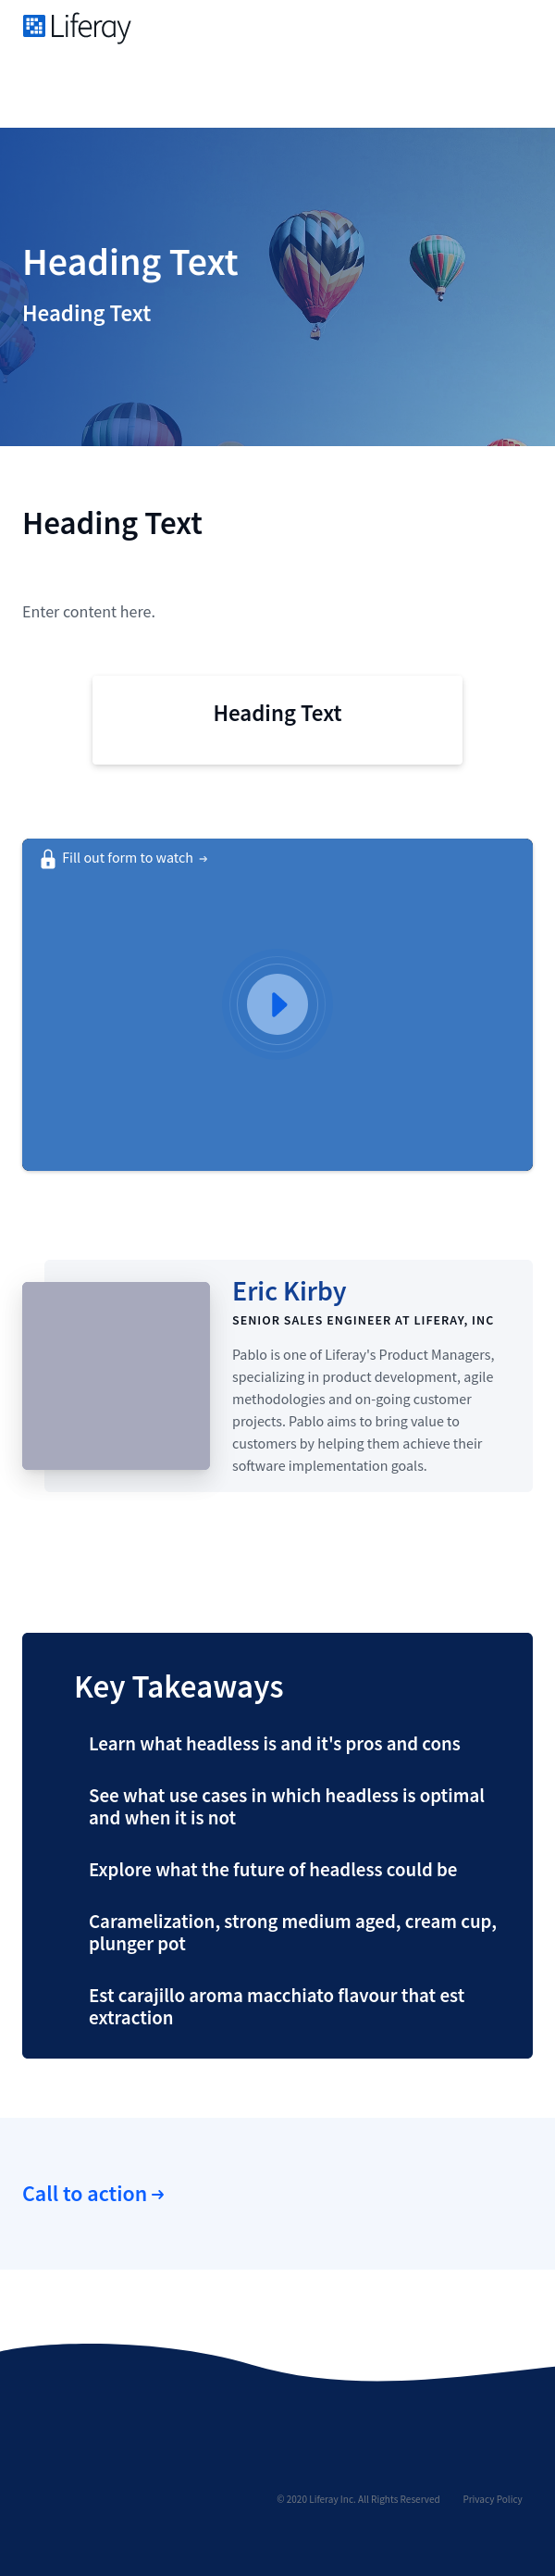 Liferay
Heading Text
Heading Text
Heading Text
Enter content here.
Heading Text
Fill out form to watch →
Eric Kirby
SENIOR SALES ENGINEER AT LIFERAY, INC
Pablo is one of Liferay's Product Managers,
specializing in product development, agile
methodologies and on-going customer
projects. Pablo aims to bring value to
customers by helping them achieve their
software implementation goals.
Key Takeaways
Learn what headless is and it's pros and cons
See what use cases in which headless is optimal
and when it is not
Explore what the future of headless could be
Caramelization, strong medium aged, cream cup,
plunger pot
Est carajillo aroma macchiato flavour that est
extraction
Call to action →
© 2020 Liferay Inc. All Rights Reserved Privacy Policy